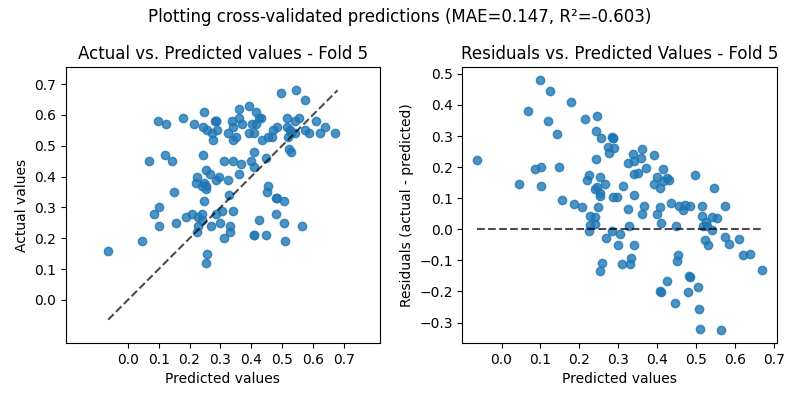 Plotting cross-validated predictions (MAE=0.147, R²=-0.603)
Actual vs. Predicted values - Fold 5
Actual values
0.7
0.6
0.5
0.4
0.3
0.2
0.1
0.0
0.0 0.1 0.2 0.3 0.4 0.5 0.6 0.7
Predicted values
Residuals vs. Predicted Values - Fold 5
Residuals (actual - predicted)
0.5
0.4
0.3
0.2
0.1
0.0
−0.1
−0.2
−0.3
0.0 0.1 0.2 0.3 0.4 0.5 0.6 0.7
Predicted values